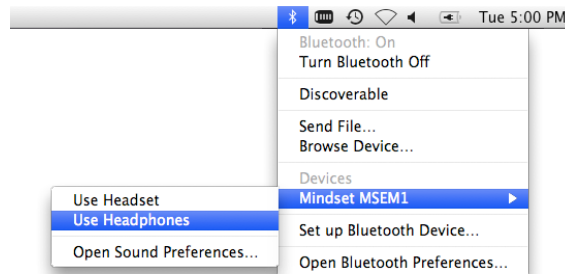 Tue 5:00 PM
Bluetooth: On
Turn Bluetooth Off
Discoverable
Send File...
Browse Device...
Devices
Mindset MSEM1
Set up Bluetooth Device...
Open Bluetooth Preferences...
Use Headset
Use Headphones
Open Sound Preferences...